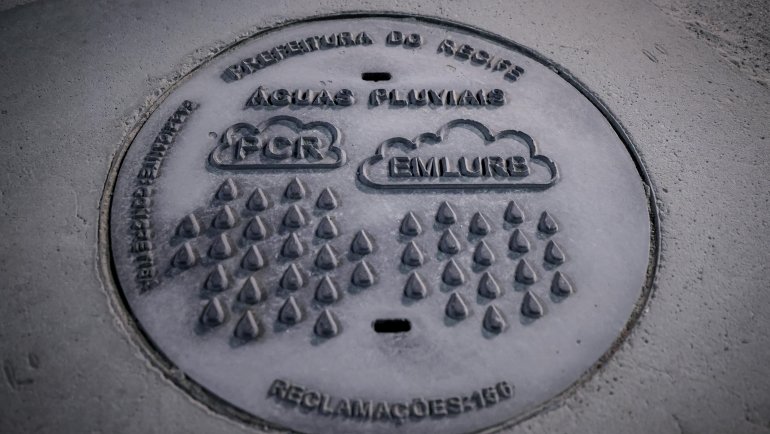 PREFEITURA DO RECIFE
ÁGUAS PLUVIAIS
PCR
EMLURB
RECLAMAÇÕES:156